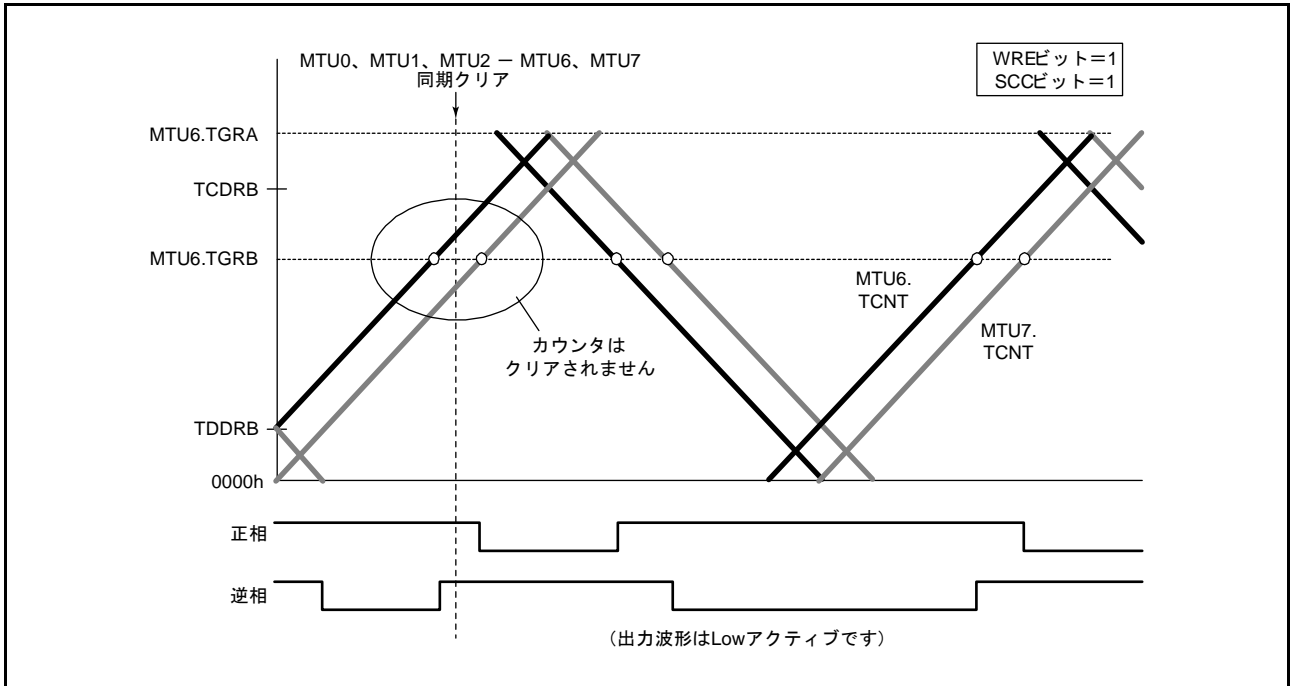 MTU0、MTU1、MTU2 － MTU6、MTU7
同期クリア
WREビット＝1
SCCビット＝1
MTU6.TGRA
TCDRB
MTU6.TGRB
MTU6.
TCNT
MTU7.
TCNT
カウンタは
クリアされません
TDDRB
0000h
正相
逆相
（出力波形はLowアクティブです）